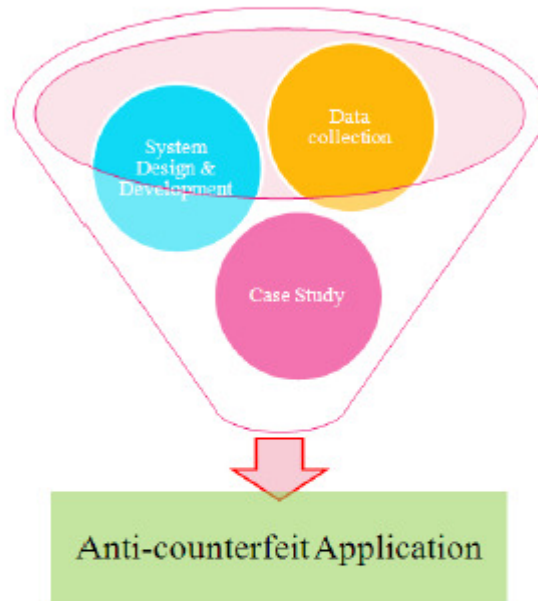 System
Design &
Development
Data
collection
Case Study
Anti-counterfeit Application